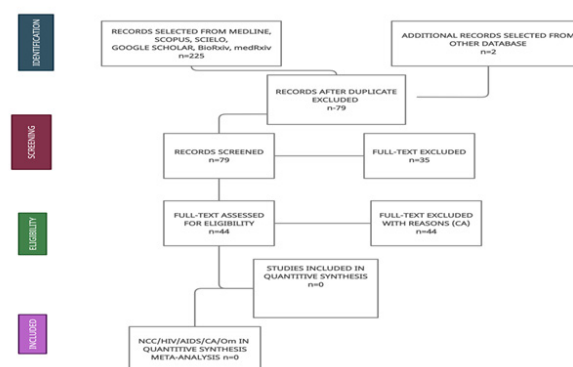 IDENTIFICATION
RECORDS SELECTED FROM MEDLINE,
SCOPUS, SCIELO,
GOOGLE SCHOLAR, BioRxiv, medRxiv
n=225
ADDITIONAL RECORDS SELECTED FROM
OTHER DATABASE
n=2
RECORDS AFTER DUPLICATE
EXCLUDED
n-79
SCREENING
RECORDS SCREENED
n=79
FULL-TEXT EXCLUDED
n=35
ELIGIBILITY
FULL-TEXT ASSESSED
FOR ELIGIBILITY
n=44
FULL-TEXT EXCLUDED
WITH REASONS (CA)
n=44
STUDIES INCLUDED IN
QUANTITIVE SYNTHESIS
n=0
INCLUDED
NCC/HIV/AIDS/CA/Om IN
QUANTITIVE SYNTHESIS
META-ANALYSIS n=0